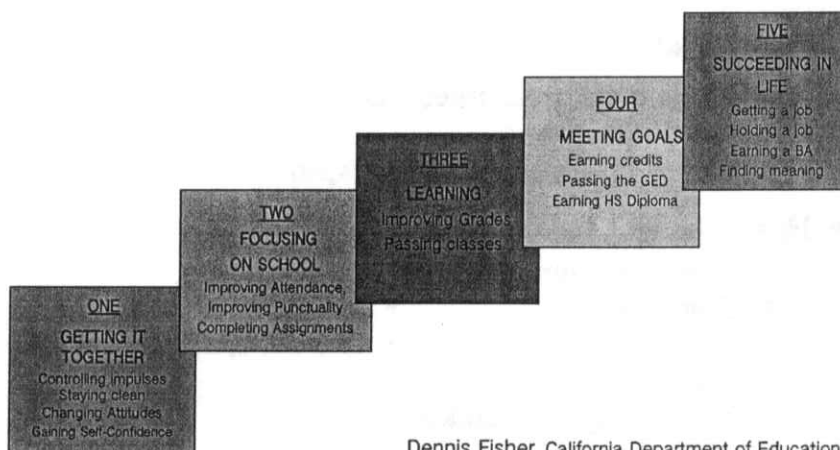 ONE
GETTING IT
TOGETHER
Controlling Impulses
Staying clean
Changing Attitudes
Gaining Self-Confidence
TWO
FOCUSING
ON SCHOOL
Improving Attendance,
Improving Punctuality
Completing Assignments
THREE
LEARNING
Improving Grades
Passing classes
FOUR
MEETING GOALS
Earning credits
Passing the GED
Earning HS Diploma
FIVE
SUCCEEDING IN
LIFE
Getting a job
Holding a job
Earning a BA
Finding meaning
Dennis Fisher, California Department of Education